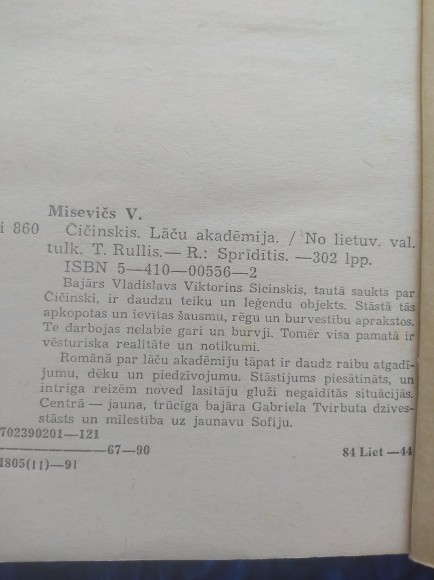 Misevičs V.
i 860 Čičinskis. Lāču akadēmija. / No lietuv. val.
tulk. T. Rullis.— R.: Sprīdītis. —302 lpp.
ISBN 5—410—00556—2
Bajārs Vladislavs Viktorins Sicinskis, tautā saukts par
Čičinski, ir daudzu teiku un leģendu objekts. Stāstā tās
apkopotas un ievītas šausmu, rēgu un burvestību aprakstos.
Te darbojas nelabie gari un burvji. Tomēr visa pamatā ir
vēsturiska realitāte un notikumi.
Romānā par lāču akadēmiju tāpat ir daudz raibu atgadī-
jumu, dēku un piedzīvojumu. Stāstījums piesātināts, un
intriga reizēm noved lasītāju gluži negaidītās situācijās.
Centrā — jauna, trūcīga bajāra Gabriela Tvirbuta dzīves-
stāsts un mīlestība uz jaunavu Sofiju.
702390201—121
—67—90 84 Liet —44
1805(11)—91